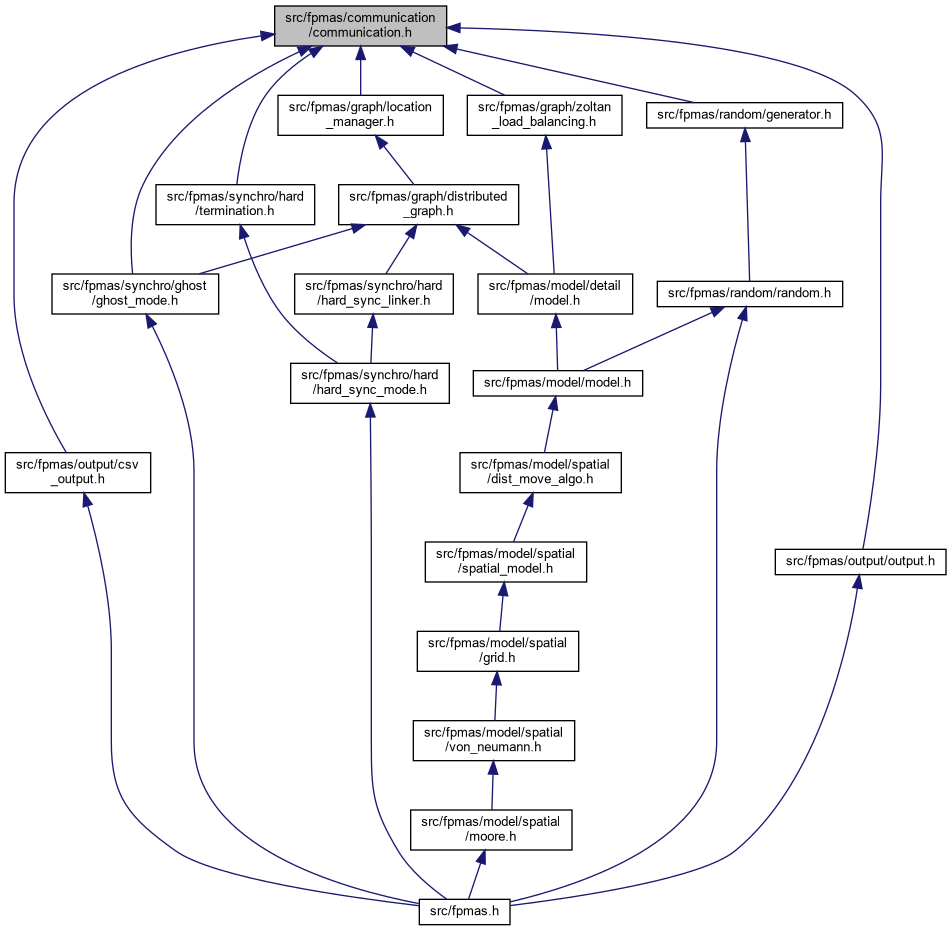 src/fpmas/communication
/communication.h
src/fpmas/graph/location
_manager.h
src/fpmas/graph/zoltan
_load_balancing.h
src/fpmas/random/generator.h
src/fpmas/synchro/hard
/termination.h
src/fpmas/graph/distributed
_graph.h
src/fpmas/synchro/ghost
/ghost_mode.h
src/fpmas/synchro/hard
/hard_sync_linker.h
src/fpmas/model/detail
/model.h
src/fpmas/random/random.h
src/fpmas/synchro/hard
/hard_sync_mode.h
src/fpmas/model/model.h
src/fpmas/output/csv
_output.h
src/fpmas/model/spatial
/dist_move_algo.h
src/fpmas/model/spatial
/spatial_model.h
src/fpmas/output/output.h
src/fpmas/model/spatial
/grid.h
src/fpmas/model/spatial
/von_neumann.h
src/fpmas/model/spatial
/moore.h
src/fpmas.h